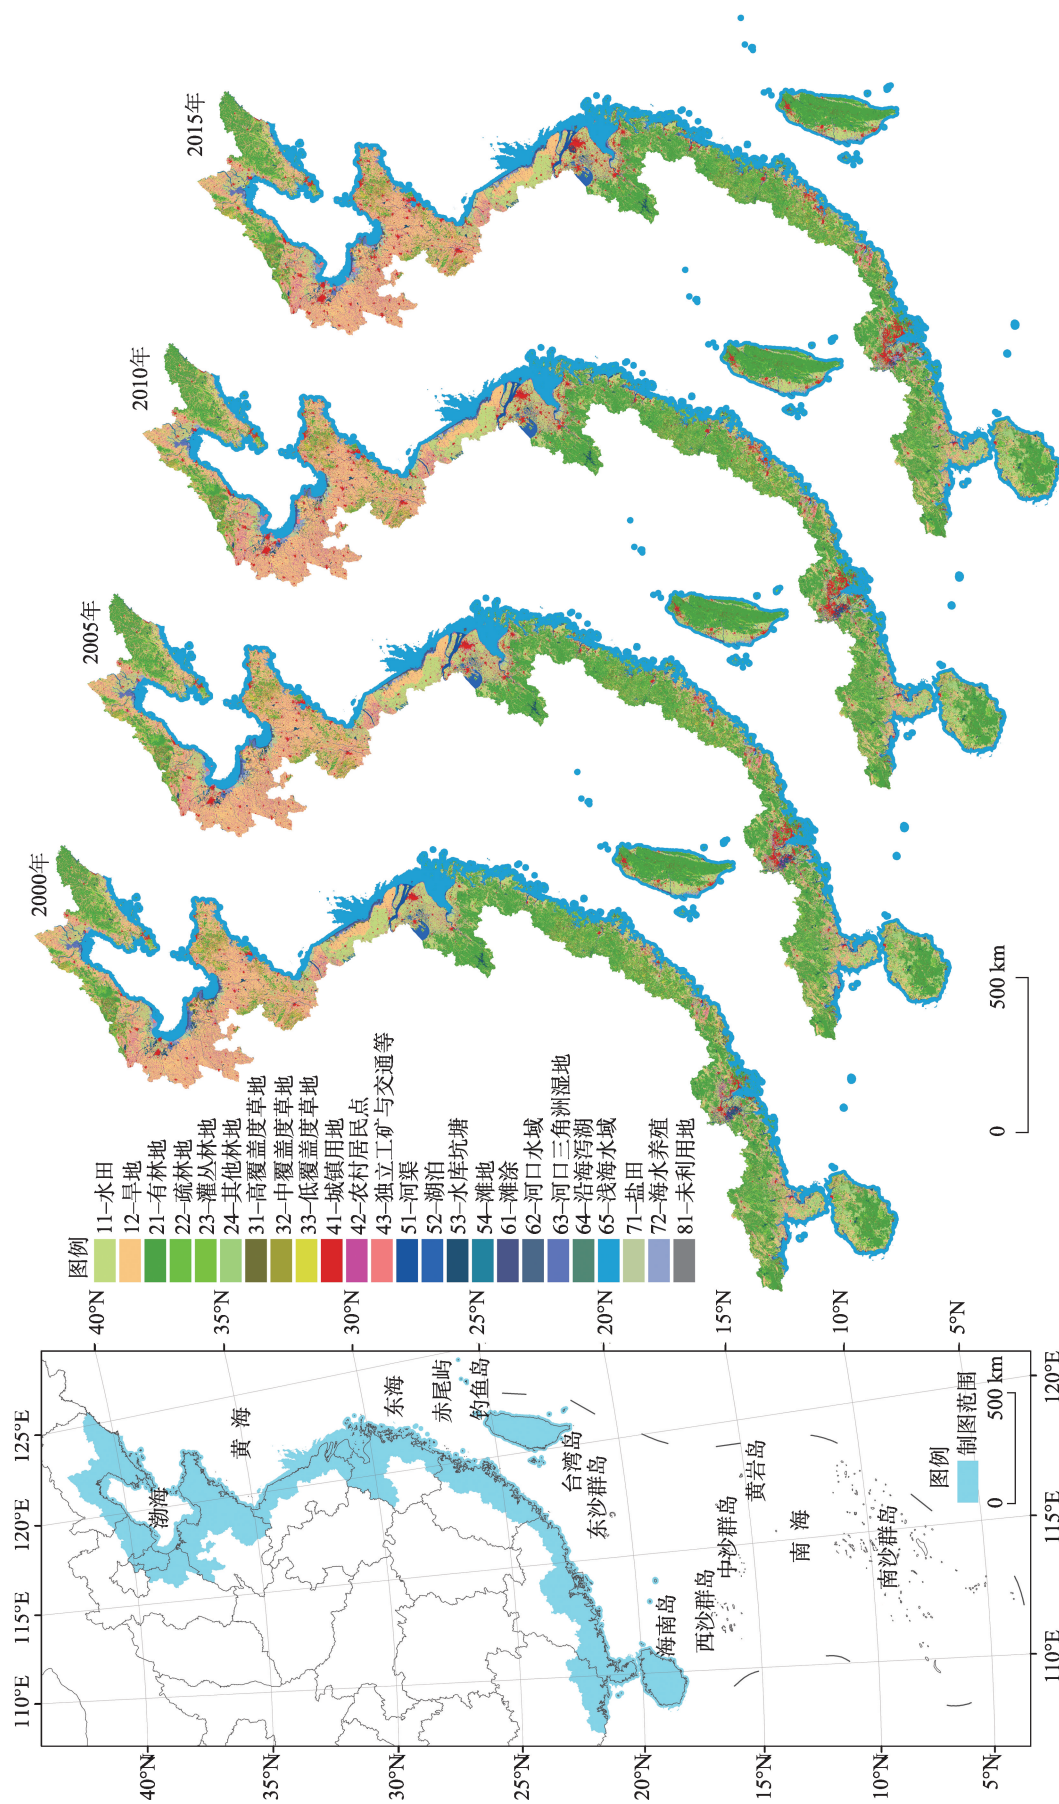 2000年
2005年
2010年
2015年
图例
11–水田
12–旱地
21–有林地
22–疏林地
23–灌丛林地
24–其他林地
31–高覆盖度草地
32–中覆盖度草地
33–低覆盖度草地
41–城镇用地
42–农村居民点
43–独立工矿与交通等
51–河渠
52–湖泊
53–水库坑塘
54–滩地
61–滩涂
62–河口水域
63–河口三角洲湿地
64–沿海泻湖
65–浅海水域
71–盐田
72–海水养殖
81–未利用地
0 500 km
110°E 115°E 120°E 125°E
40°N
35°N
30°N
25°N
20°N
15°N
10°N
5°N
40°N
35°N
30°N
25°N
20°N
15°N
10°N
5°N
110°E 115°E 120°E
渤海
黄 海
东海
赤尾屿
钓鱼岛
台湾岛
东沙群岛
海南岛
西沙群岛
中沙群岛
黄岩岛
南 海
南沙群岛
图例
制图范围
0 500 km